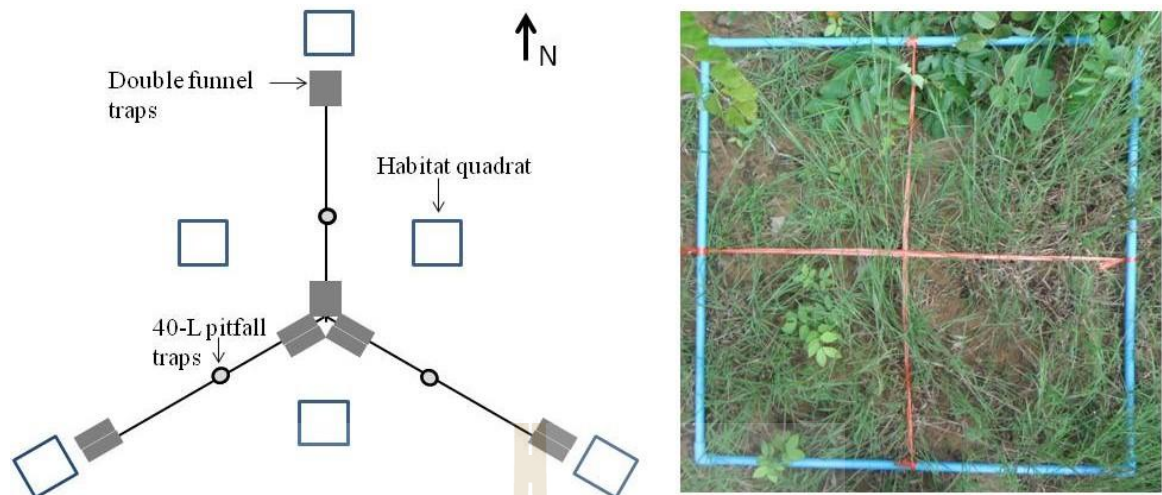 N
Double funnel
traps
Habitat quadrat
40-L pitfall
traps